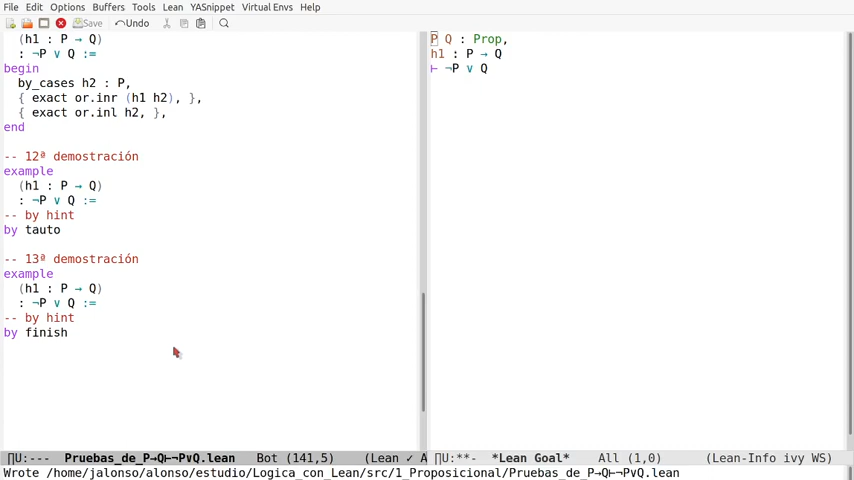 File Edit Options Buffers Tools Lean YASnippet Virtual Envs Help
Save Undo
(h1 : P → Q)
: ¬P ∨ Q :=
begin
by_cases h2 : P,
{ exact or.inr (h1 h2), },
{ exact or.inl h2, },
end
-- 12ª demostración
example
(h1 : P → Q)
: ¬P ∨ Q :=
-- by hint
by tauto
-- 13ª demostración
example
(h1 : P → Q)
: ¬P ∨ Q :=
-- by hint
by finish
∏U:--- Pruebas_de_P→Q⊢¬P∨Q.lean Bot (141,5) (Lean ✓ A
P Q : Prop,
h1 : P → Q
⊢ ¬P ∨ Q
∏U:**- *Lean Goal* All (1,0) (Lean-Info ivy WS)
Wrote /home/jalonso/alonso/estudio/Logica_con_Lean/src/1_Proposicional/Pruebas_de_P→Q⊢¬P∨Q.lean